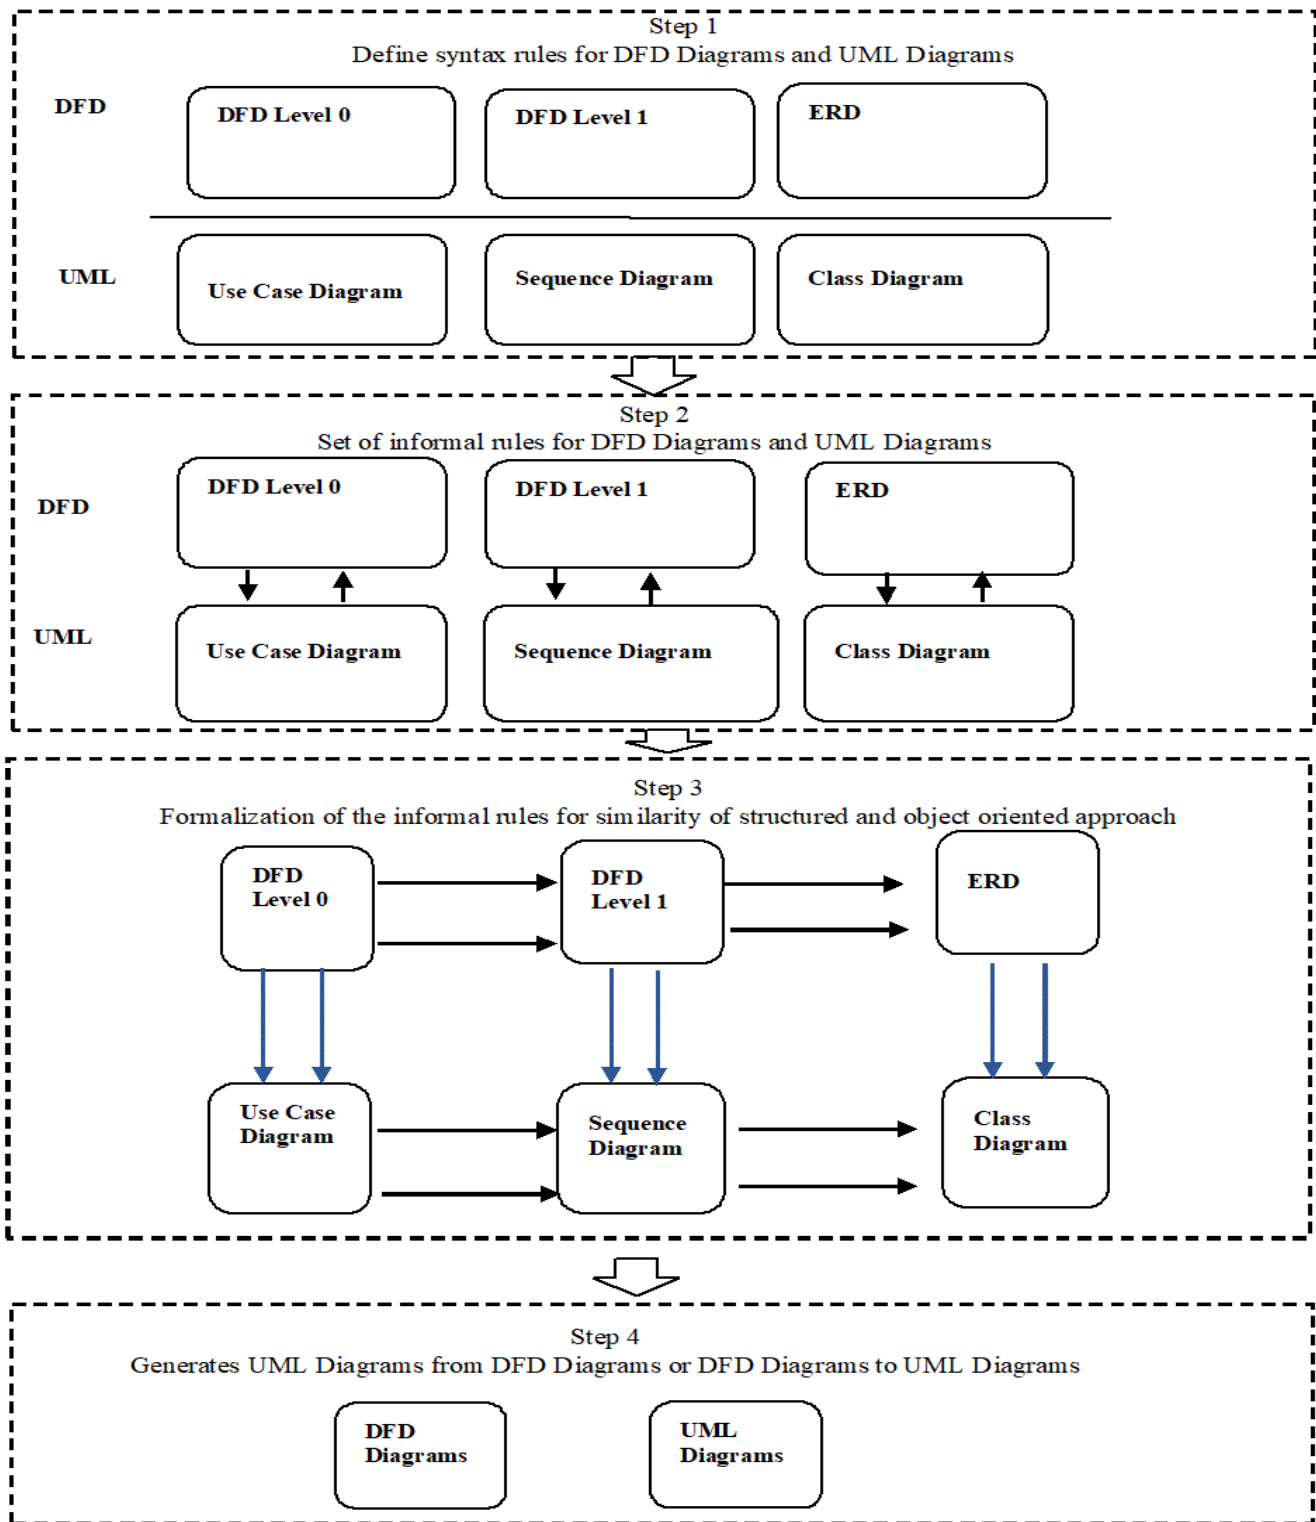 Step 1
Define syntax rules for DFD Diagrams and UML Diagrams
DFD
DFD Level 0
DFD Level 1
ERD
UML
Use Case Diagram
Sequence Diagram
Class Diagram
Step 2
Set of informal rules for DFD Diagrams and UML Diagrams
DFD
DFD Level 0
DFD Level 1
ERD
UML
Use Case Diagram
Sequence Diagram
Class Diagram
Step 3
Formalization of the informal rules for similarity of structured and object oriented approach
DFD
Level 0
DFD
Level 1
ERD
Use Case
Diagram
Sequence
Diagram
Class
Diagram
Step 4
Generates UML Diagrams from DFD Diagrams or DFD Diagrams to UML Diagrams
DFD
Diagrams
UML
Diagrams